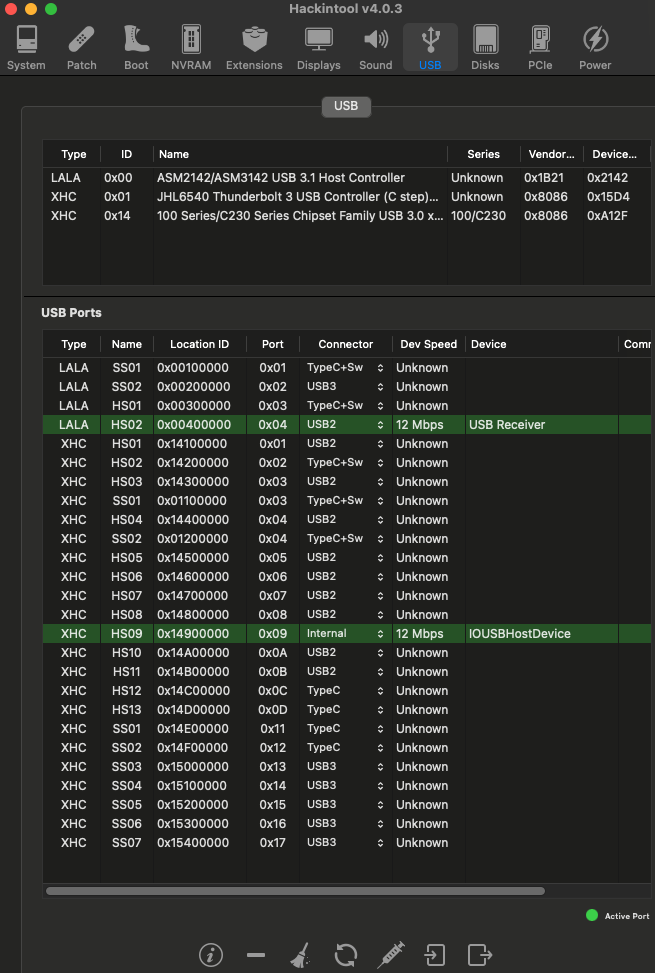 Hackintool v4.0.3
System Patch Boot NVRAM Extensions Displays Sound USB Disks PCIe Power
USB
Type ID Name Series Vendor... Device...
LALA 0x00 ASM2142/ASM3142 USB 3.1 Host Controller Unknown 0x1B21 0x2142
XHC 0x01 JHL6540 Thunderbolt 3 USB Controller (C step)... Unknown 0x8086 0x15D4
XHC 0x14 100 Series/C230 Series Chipset Family USB 3.0 x... 100/C230 0x8086 0xA12F
USB Ports
Type Name Location ID Port Connector Dev Speed Device Comm
LALA SS01 0x00100000 0x01 TypeC+Sw Unknown
LALA SS02 0x00200000 0x02 USB3 Unknown
LALA HS01 0x00300000 0x03 TypeC+Sw Unknown
LALA HS02 0x00400000 0x04 USB2 12 Mbps USB Receiver
XHC HS01 0x14100000 0x01 USB2 Unknown
XHC HS02 0x14200000 0x02 TypeC+Sw Unknown
XHC HS03 0x14300000 0x03 USB2 Unknown
XHC SS01 0x01100000 0x03 TypeC+Sw Unknown
XHC HS04 0x14400000 0x04 USB2 Unknown
XHC SS02 0x01200000 0x04 TypeC+Sw Unknown
XHC HS05 0x14500000 0x05 USB2 Unknown
XHC HS06 0x14600000 0x06 USB2 Unknown
XHC HS07 0x14700000 0x07 USB2 Unknown
XHC HS08 0x14800000 0x08 USB2 Unknown
XHC HS09 0x14900000 0x09 Internal 12 Mbps IOUSBHostDevice
XHC HS10 0x14A00000 0x0A USB2 Unknown
XHC HS11 0x14B00000 0x0B USB2 Unknown
XHC HS12 0x14C00000 0x0C TypeC Unknown
XHC HS13 0x14D00000 0x0D TypeC Unknown
XHC SS01 0x14E00000 0x11 TypeC Unknown
XHC SS02 0x14F00000 0x12 TypeC Unknown
XHC SS03 0x15000000 0x13 USB3 Unknown
XHC SS04 0x15100000 0x14 USB3 Unknown
XHC SS05 0x15200000 0x15 USB3 Unknown
XHC SS06 0x15300000 0x16 USB3 Unknown
XHC SS07 0x15400000 0x17 USB3 Unknown
Active Port